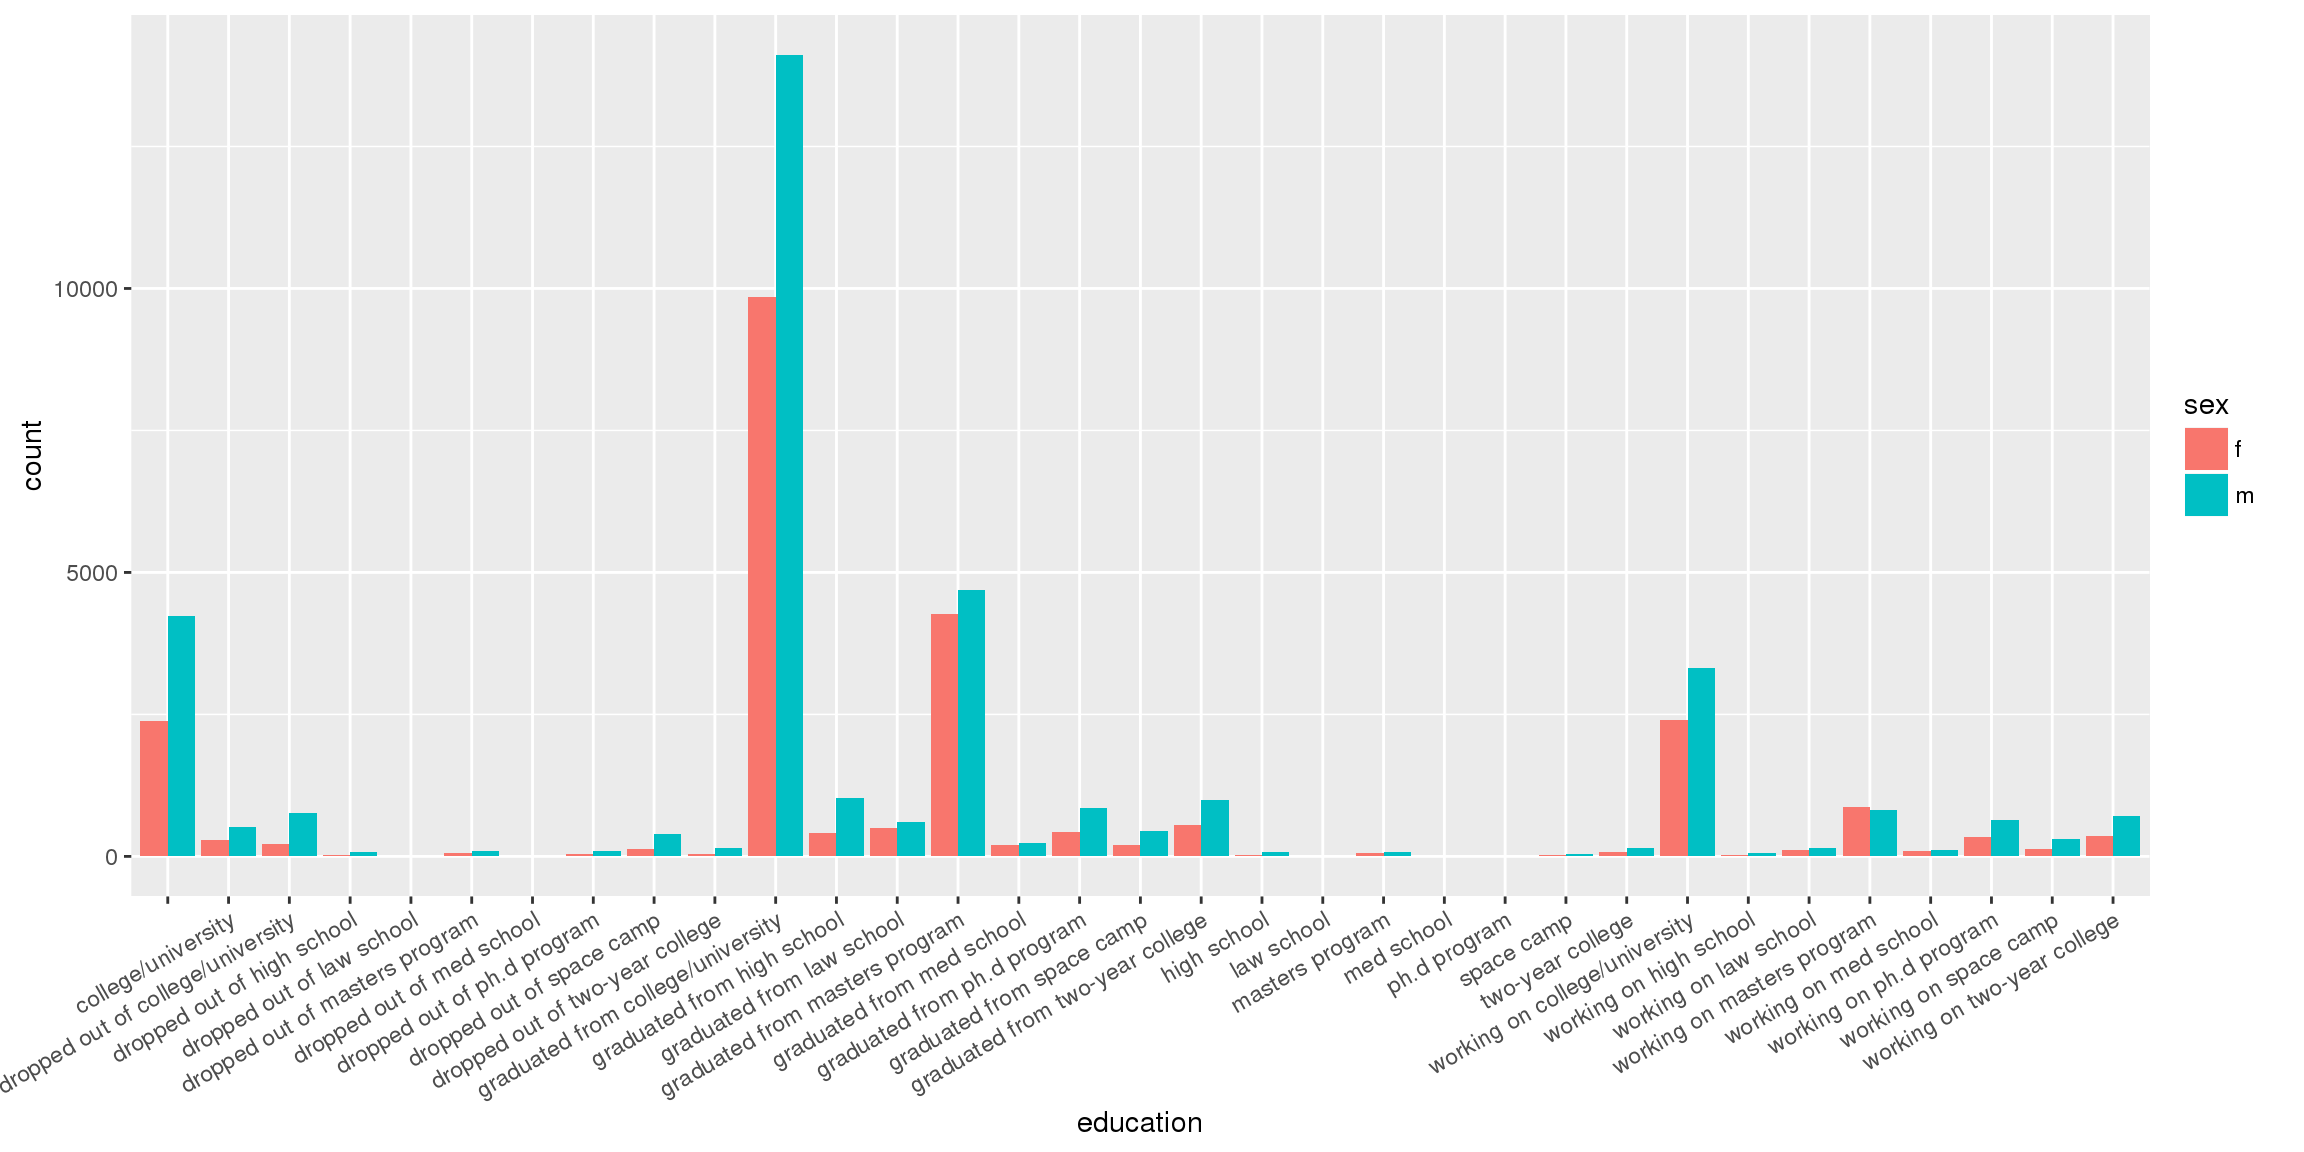 10000
5000
0
count
college/university
dropped out of college/university
dropped out of high school
dropped out of law school
dropped out of masters program
dropped out of med school
dropped out of ph.d program
dropped out of space camp
dropped out of two-year college
graduated from college/university
graduated from high school
graduated from law school
graduated from masters program
graduated from med school
graduated from ph.d program
graduated from space camp
graduated from two-year college
high school
law school
masters program
med school
ph.d program
space camp
two-year college
working on college/university
working on high school
working on law school
working on masters program
working on med school
working on ph.d program
working on space camp
working on two-year college
education
sex
f
m